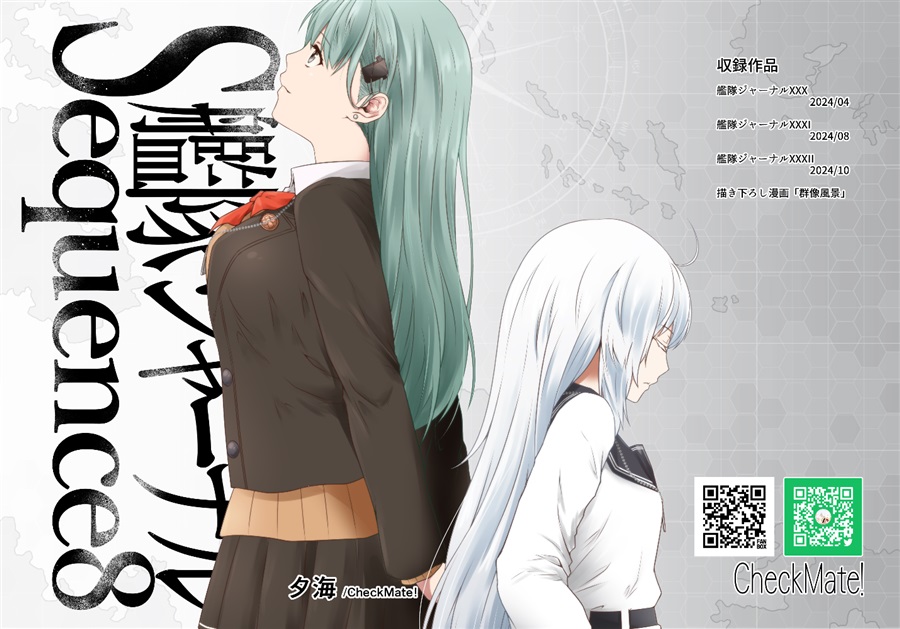 艦隊ジャーナル
Sequence8
夕海 /CheckMate!
収録作品
艦隊ジャーナルXXX
2024/04
艦隊ジャーナルXXXI
2024/08
艦隊ジャーナルXXXII
2024/10
描き下ろし漫画「群像風景」
FAN
BOX
CheckMate!